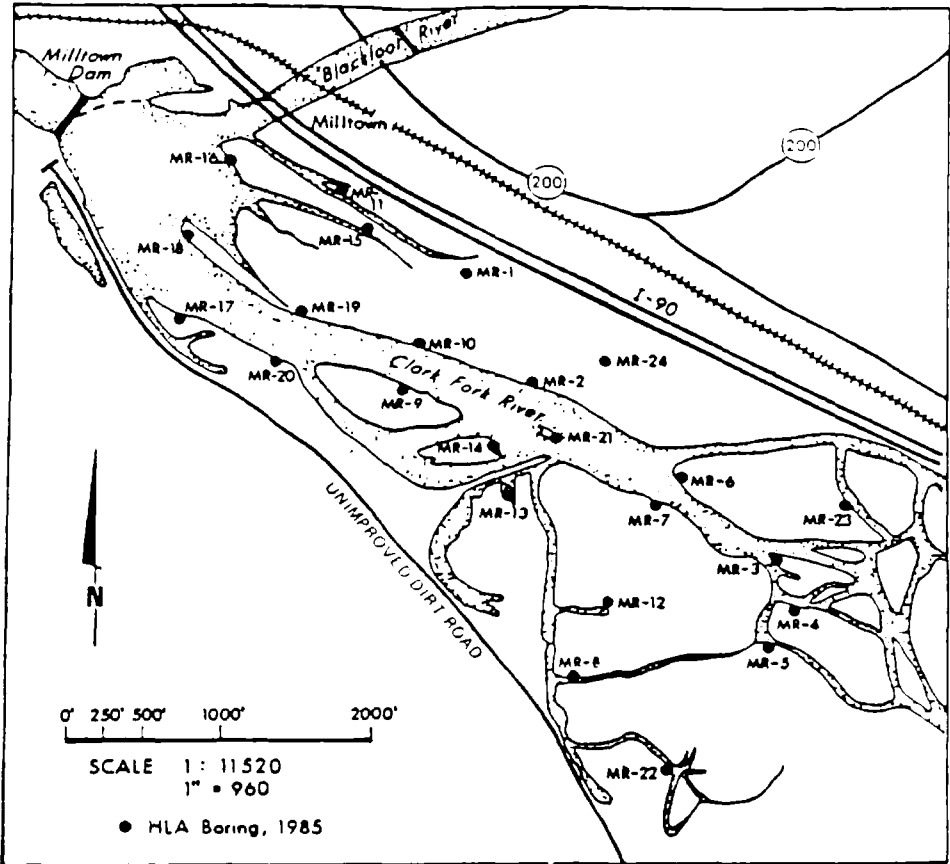 Milltown
Dam
Blackfoot River
Milltown
200
200
MR-16
MR-
11
MR-15
MR-18
MR-1
I-90
MR-17
MR-19
MR-10
MR-24
MR-20
Clark Fork River
MR-2
MR-9
MR-21
MR-14
MR-6
MR-13
MR-7
MR-23
UNIMPROVED DIRT ROAD
MR-3
N
MR-12
MR-4
MR-5
MR-8
0' 250' 500' 1000' 2000'
MR-22
SCALE 1: 11520
1" = 960
HLA Boring, 1985